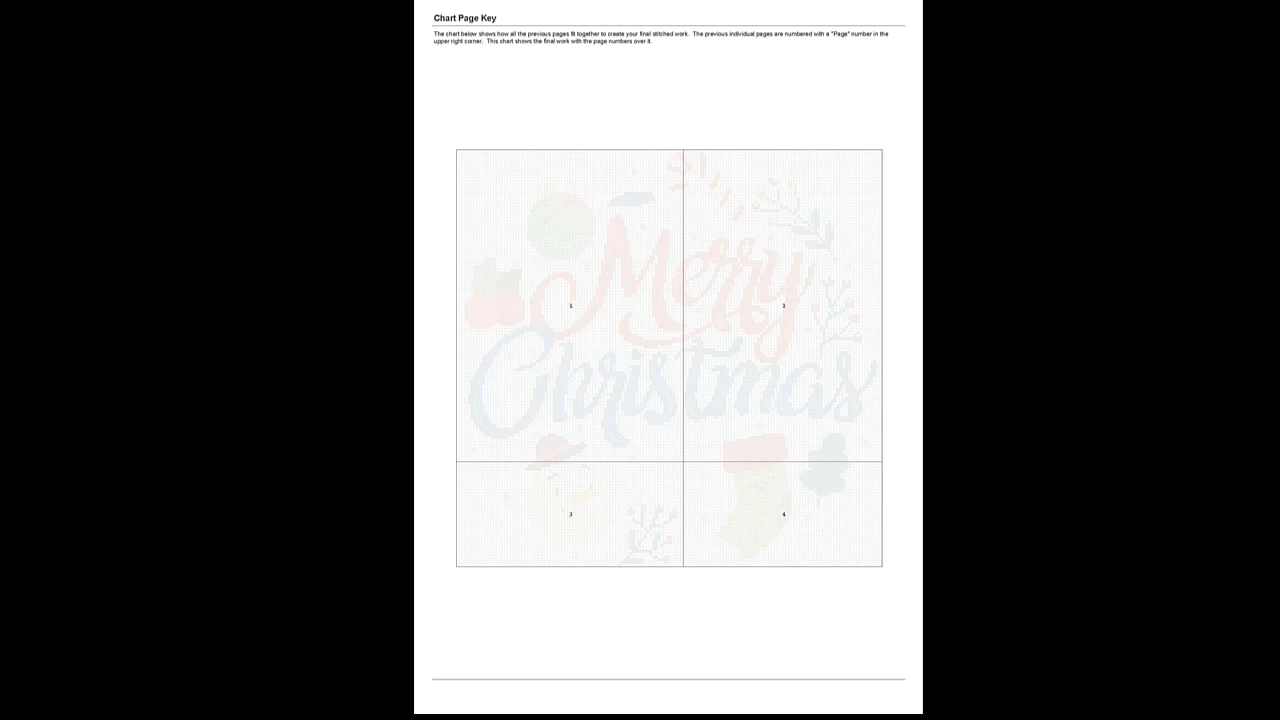 Chart Page Key
The chart below shows how all the previous pages fit together to create your final stitched work. The previous individual pages are numbered with a "Page" number in the
upper right corner. This chart shows the final work with the page numbers over it.
Merry
1
2
Christmas
3
4